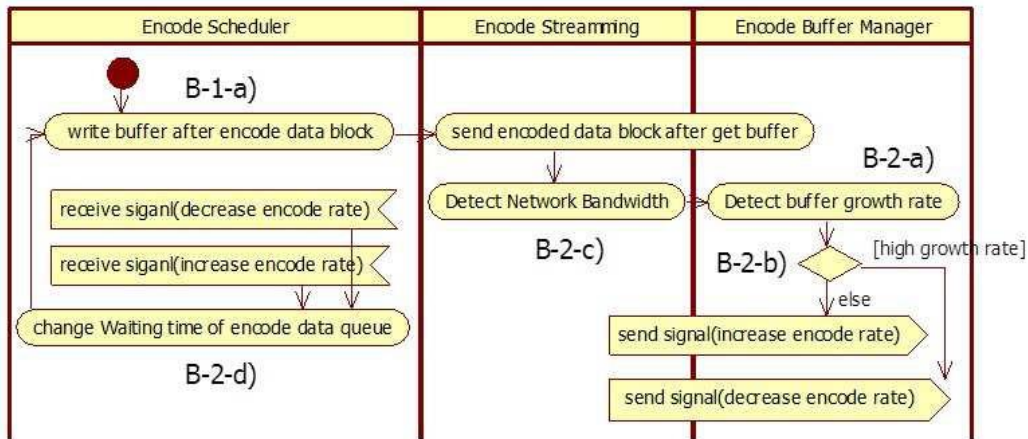 Encode Scheduler
Encode Streamming
Encode Buffer Manager
B-1-a)
write buffer after encode data block
send encoded data block after get buffer
B-2-a)
receive siganl(decrease encode rate)
Detect Network Bandwidth
Detect buffer growth rate
B-2-c)
B-2-b)
[high growth rate]
receive siganl(increase encode rate)
else
change Waiting time of encode data queue
send signal(increase encode rate)
B-2-d)
send signal(decrease encode rate)